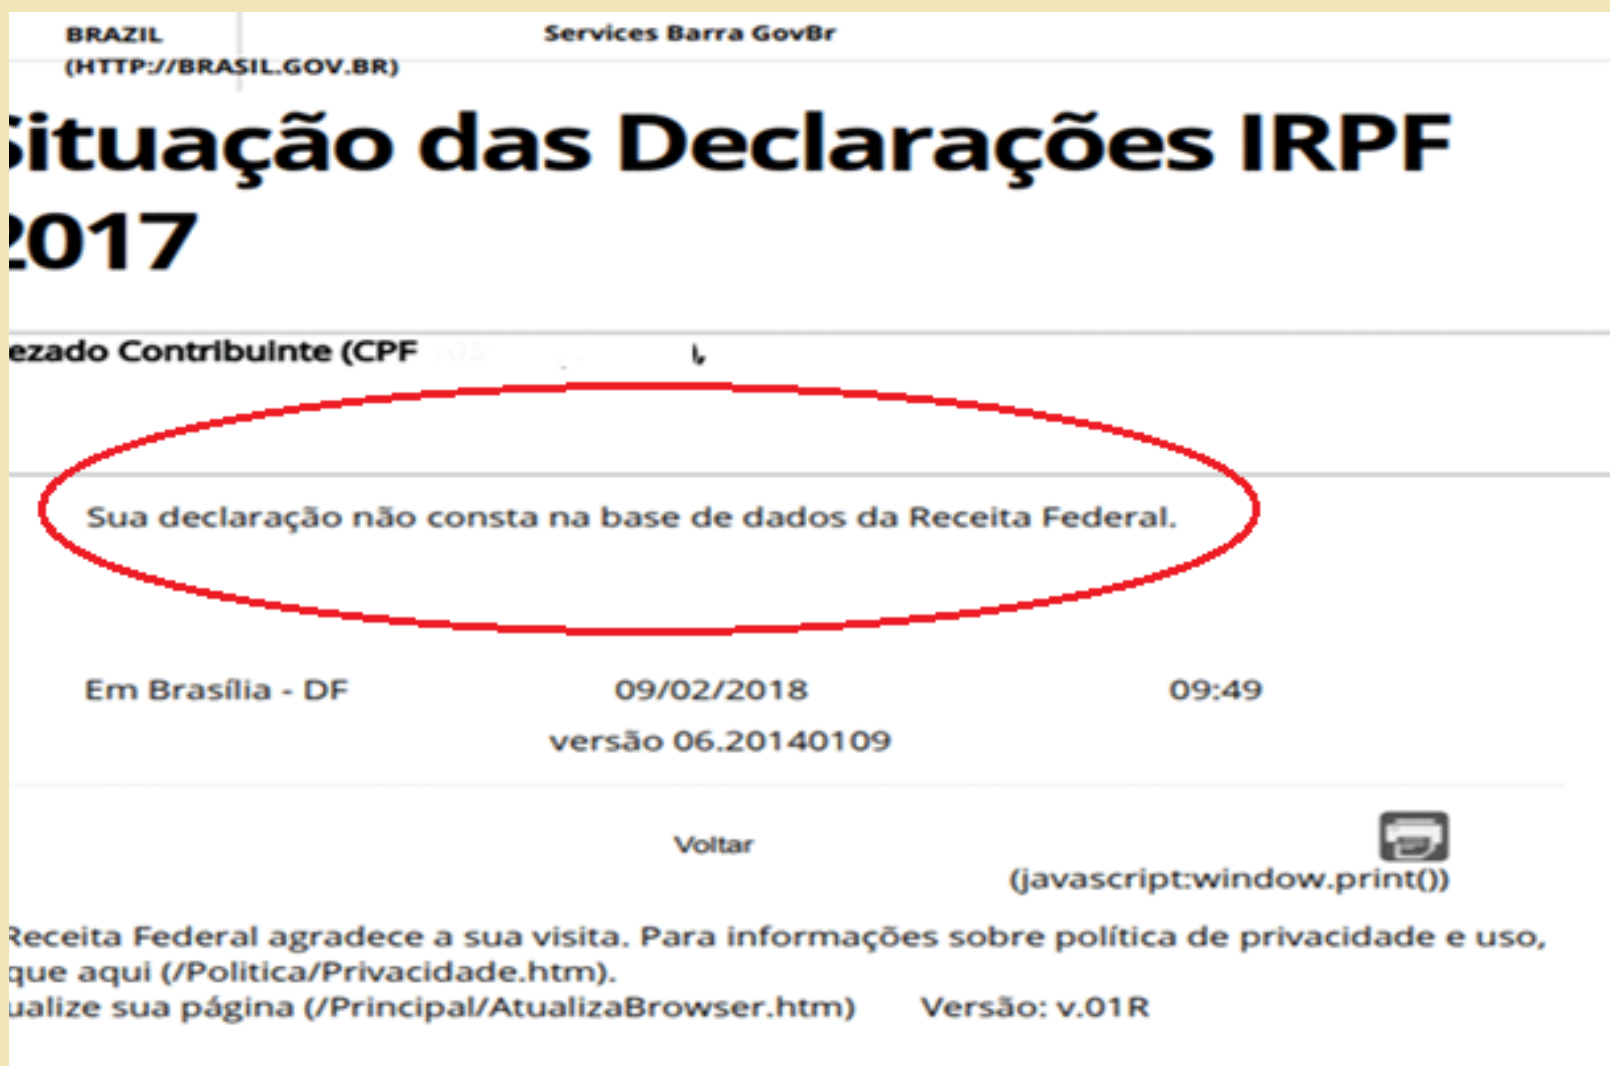 BRAZIL Services Barra GovBr
(HTTP://BRASIL.GOV.BR)
Situação das Declarações IRPF
2017
ezado Contribuinte (CPF ),
Sua declaração não consta na base de dados da Receita Federal.
Em Brasília - DF 09/02/2018 09:49
versão 06.20140109
Voltar
(javascript:window.print())
Receita Federal agradece a sua visita. Para informações sobre política de privacidade e uso,
que aqui (/Politica/Privacidade.htm).
ualize sua página (/Principal/AtualizaBrowser.htm) Versão: v.01R